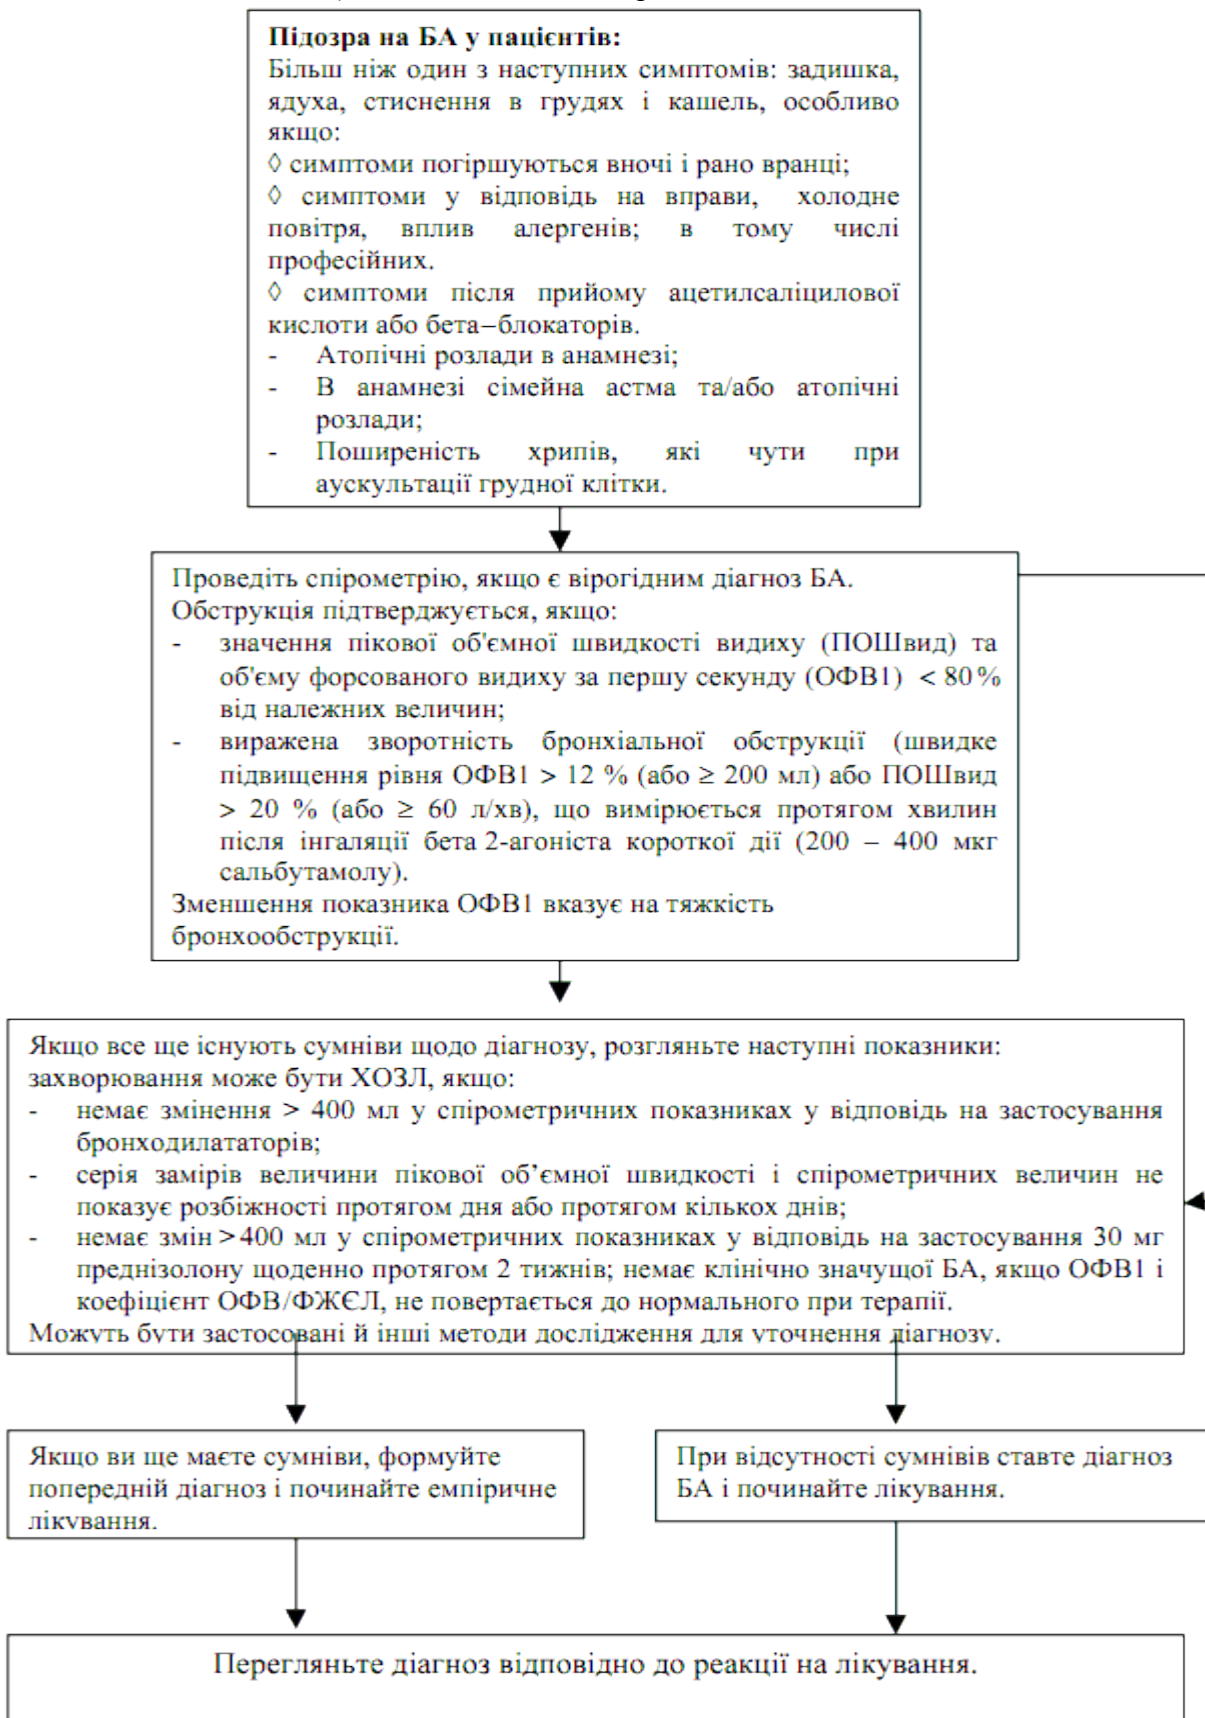 Підозра на БА у пацієнтів:
Більш ніж один з наступних симптомів: задишка,
ядуха, стиснення в грудях і кашель, особливо
якщо:
◊ симптоми погіршуються вночі і рано вранці;
◊ симптоми у відповідь на вправи, холодне
повітря, вплив алергенів; в тому числі
професійних.
◊ симптоми після прийому ацетилсаліцилової
кислоти або бета–блокаторів.
- Атопічні розлади в анамнезі;
- В анамнезі сімейна астма та/або атопічні
розлади;
- Поширеність хрипів, які чути при
аускультації грудної клітки.
Проведіть спірометрію, якщо є вірогідним діагноз БА.
Обструкція підтверджується, якщо:
- значення пікової об'ємної швидкості видиху (ПОШвид) та
об'єму форсованого видиху за першу секунду (ОФВ1) < 80 %
від належних величин;
- виражена зворотність бронхіальної обструкції (швидке
підвищення рівня ОФВ1 > 12 % (або ≥ 200 мл) або ПОШвид
> 20 % (або ≥ 60 л/хв), що вимірюється протягом хвилин
після інгаляції бета 2-агоніста короткої дії (200 – 400 мкг
сальбутамолу).
Зменшення показника ОФВ1 вказує на тяжкість
бронхообструкції.
Якщо все ще існують сумніви щодо діагнозу, розгляньте наступні показники:
захворювання може бути ХОЗЛ, якщо:
- немає змінення > 400 мл у спірометричних показниках у відповідь на застосування
бронходилататорів;
- серія замірів величини пікової об’ємної швидкості і спірометричних величин не
показує розбіжності протягом дня або протягом кількох днів;
- немає змін > 400 мл у спірометричних показниках у відповідь на застосування 30 мг
преднізолону щоденно протягом 2 тижнів; немає клінічно значущої БА, якщо ОФВ1 і
коефіцієнт ОФВ/ФЖЄЛ, не повертається до нормального при терапії.
Можуть бути застосовані й інші методи дослідження для уточнення діагнозу.
Якщо ви ще маєте сумніви, формуйте
попередній діагноз і починайте емпіричне
лікування.
При відсутності сумнівів ставте діагноз
БА і починайте лікування.
Перегляньте діагноз відповідно до реакції на лікування.